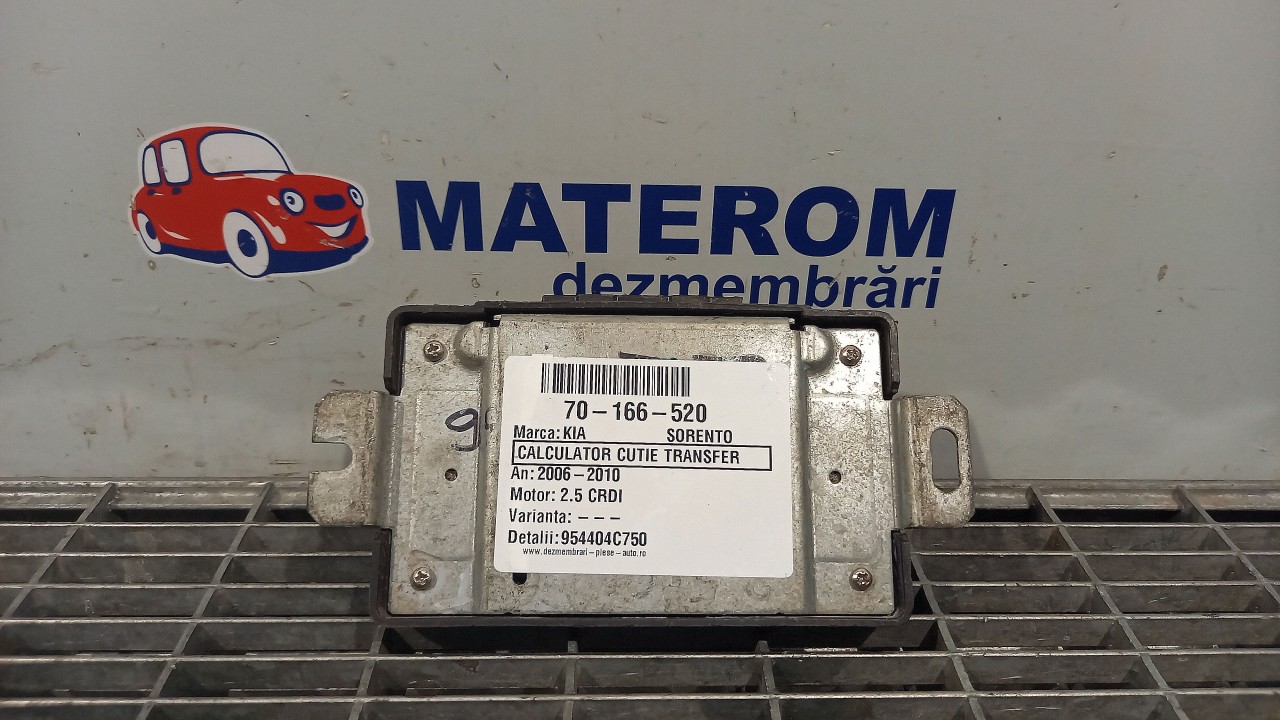 MATEROM
dezmembrări
70-166-520
Marca: KIA SORENTO
CALCULATOR CUTIE TRANSFER
An: 2006-2010
Motor: 2.5 CRDI
Varianta: ---
Detalii: 954404C750
www.dezmembrari-piese-auto.ro